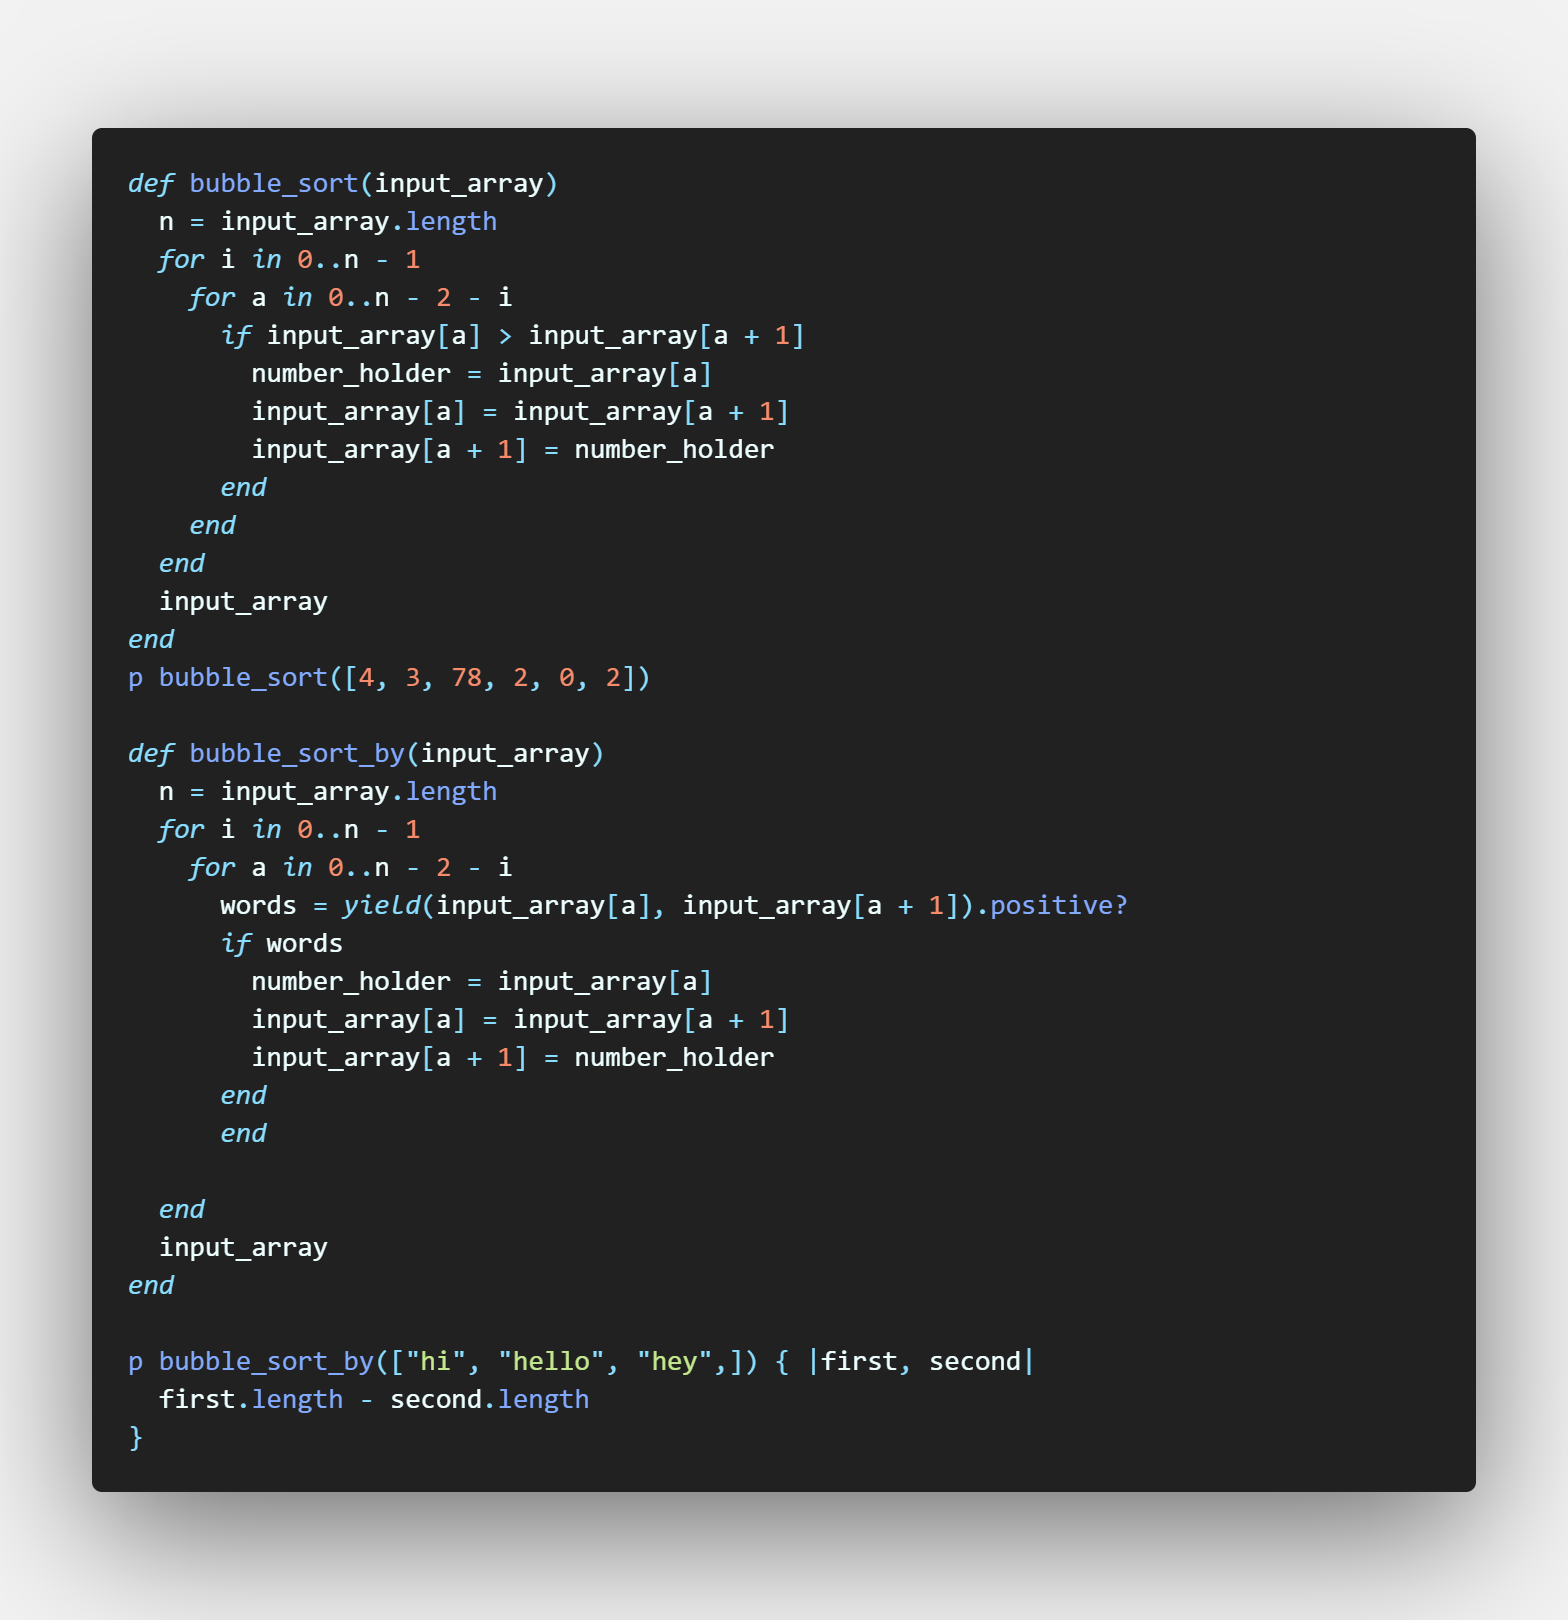 def bubble_sort(input_array)
  n = input_array.length
  for i in 0..n - 1
    for a in 0..n - 2 - i
      if input_array[a] > input_array[a + 1]
        number_holder = input_array[a]
        input_array[a] = input_array[a + 1]
        input_array[a + 1] = number_holder
      end
    end
  end
  input_array
end
p bubble_sort([4, 3, 78, 2, 0, 2])

def bubble_sort_by(input_array)
  n = input_array.length
  for i in 0..n - 1
    for a in 0..n - 2 - i
      words = yield(input_array[a], input_array[a + 1]).positive?
      if words
        number_holder = input_array[a]
        input_array[a] = input_array[a + 1]
        input_array[a + 1] = number_holder
      end
      end

  end
  input_array
end

p bubble_sort_by(["hi", "hello", "hey",]) { |first, second|
  first.length - second.length
}